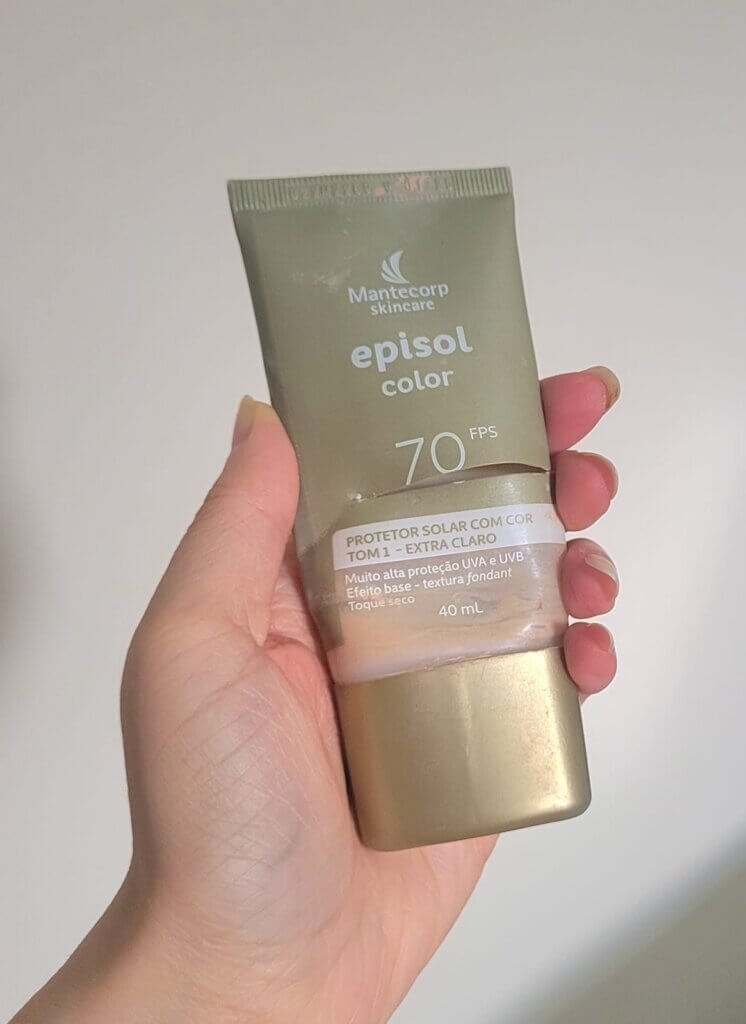 Mantecorp
skincare
episol
color
70 FPS
PROTETOR SOLAR COM COR
TOM 1 - EXTRA CLARO
Muito alta proteção UVA e UVB
Efeito base - textura fondant
Toque seco
40 mL